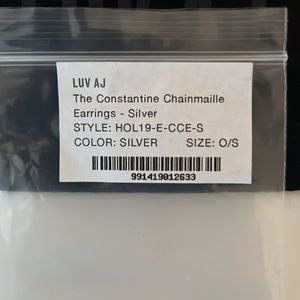 LUV AJ
The Constantine Chainmaille
Earrings - Silver
STYLE: HOL19-E-CCE-S
COLOR: SILVER SIZE: O/S
991419012633